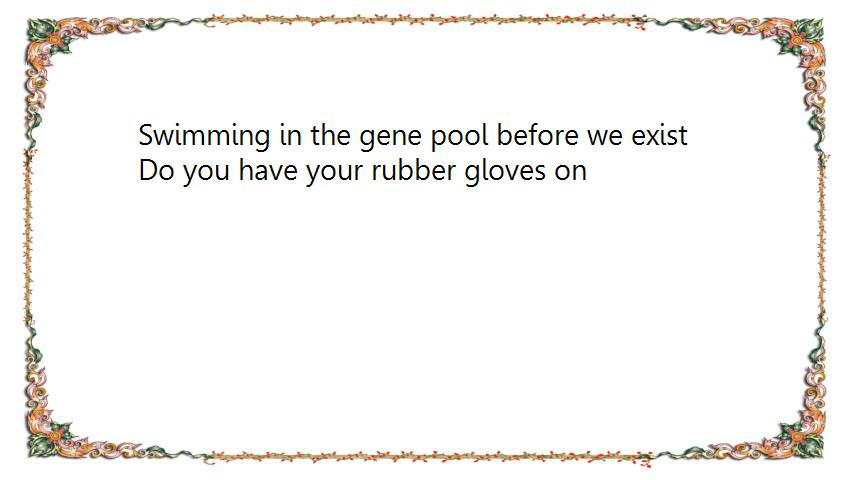 Swimming in the gene pool before we exist
Do you have your rubber gloves on